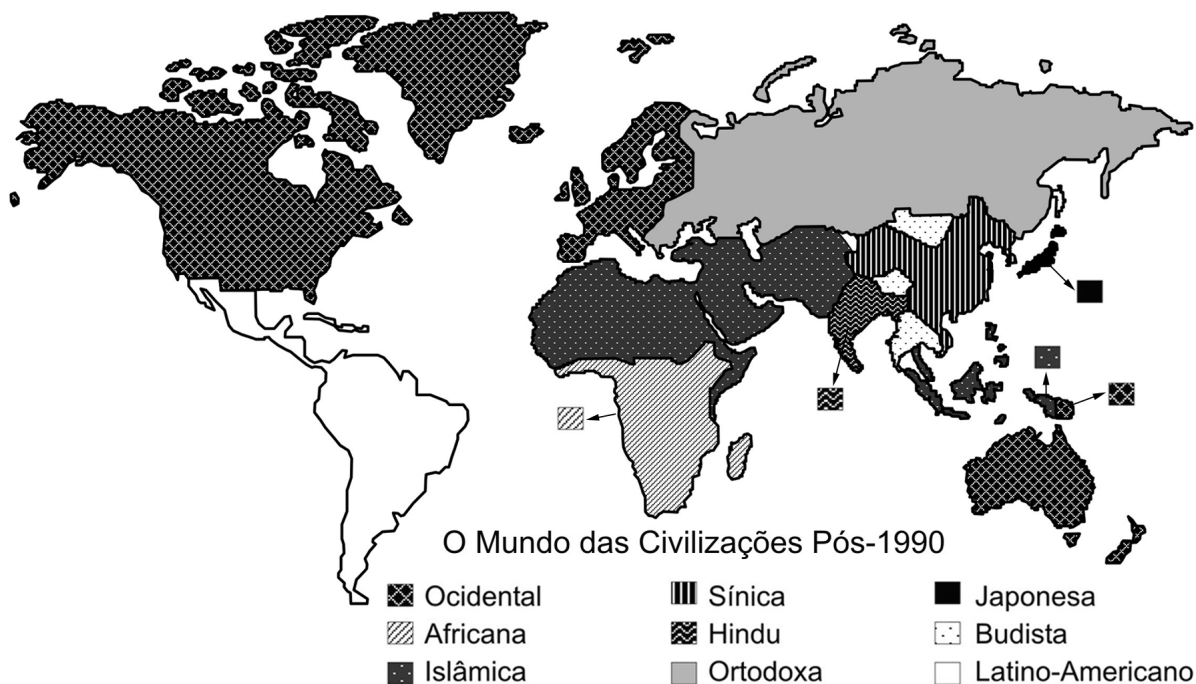 O Mundo das Civilizações Pós-1990
Ocidental
Sínica
Japonesa
Africana
Hindu
Budista
Islâmica
Ortodoxa
Latino-Americano